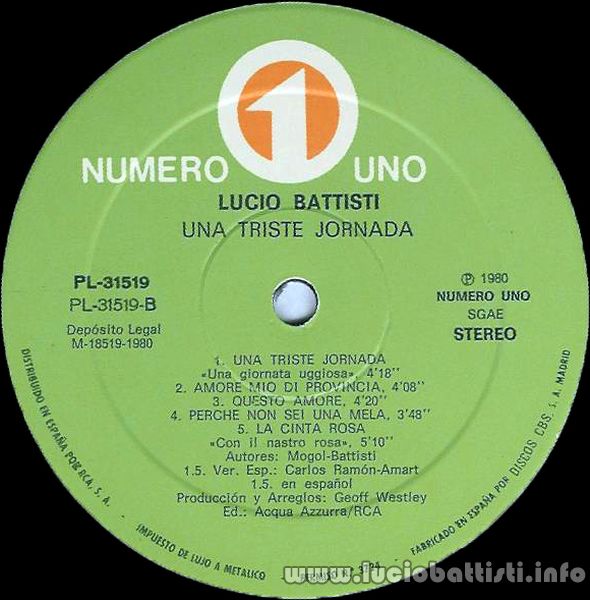 1
NUMERO UNO
LUCIO BATTISTI
UNA TRISTE JORNADA
PL-31519
PL-31519-B
Depósito Legal
M-18519-1980
℗ 1980
NUMERO UNO
SGAE
STEREO
1. UNA TRISTE JORNADA
«Una giornata uggiosa», 4'18''
2. AMORE MIO DI PROVINCIA, 4'08''
3. QUESTO AMORE, 4'20''
4. PERCHE NON SEI UNA MELA, 3'48''
5. LA CINTA ROSA
«Con il nastro rosa», 5'10''
Autores: Mogol-Battisti
1.5. Ver. Esp.: Carlos Ramón-Amart
1.5. en español
Producción y Arreglos: Geoff Westley
Ed.: Acqua Azzurra/RCA
DISTRIBUIDO EN ESPAÑA POR RCA, S. A.
IMPUESTO DE LUJO A METALICO
PERMISO N.º
FABRICADO EN ESPAÑA POR DISCOS CBS, S. A. MADRID
www.luciobattisti.info